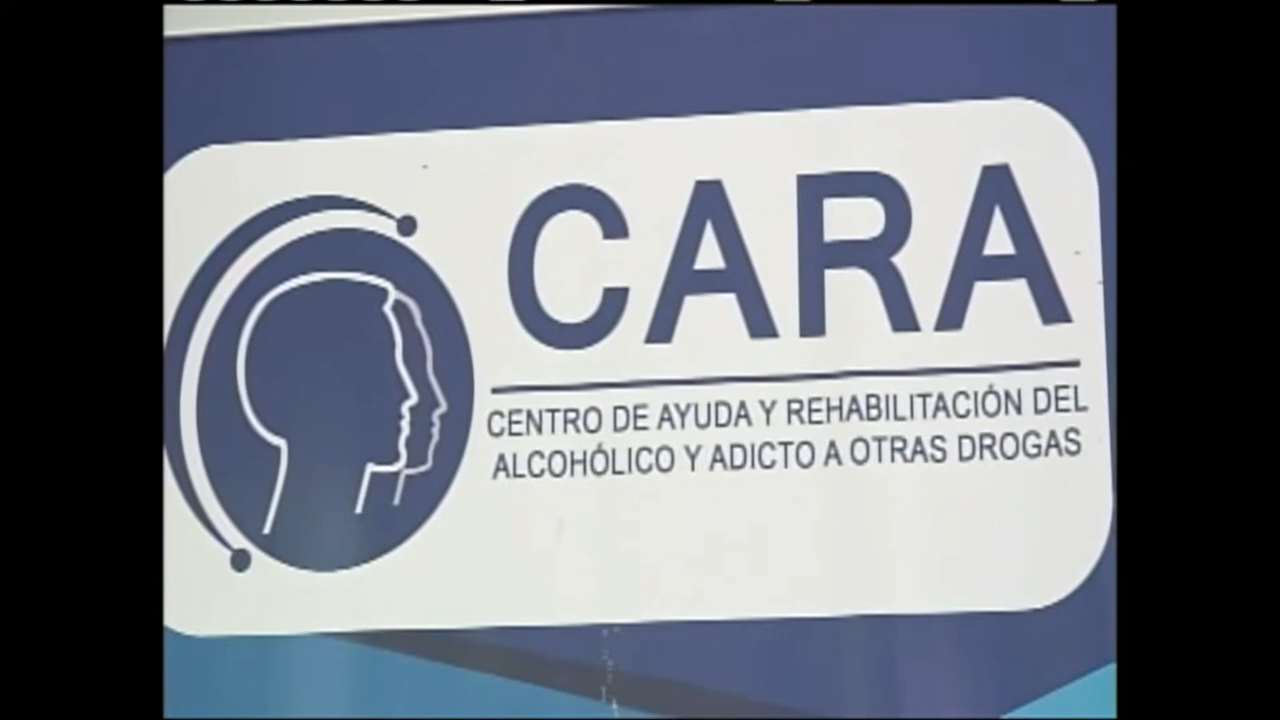 CARA
CENTRO DE AYUDA Y REHABILITACIÓN DEL
ALCOHÓLICO Y ADICTO A OTRAS DROGAS